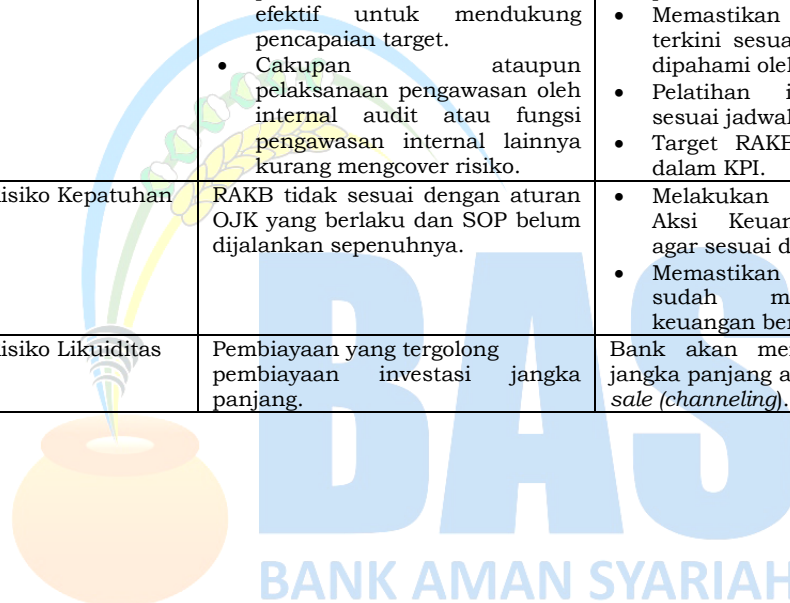 efektif untuk mendukung
pencapaian target.
• Cakupan ataupun
pelaksanaan pengawasan oleh
internal audit atau fungsi
pengawasan internal lainnya
kurang mengcover risiko.
• Memastikan
terkini sesua
dipahami oleh
• Pelatihan i
sesuai jadwal
• Target RAKB
dalam KPI.
isiko Kepatuhan
RAKB tidak sesuai dengan aturan
OJK yang berlaku dan SOP belum
dijalankan sepenuhnya.
• Melakukan
Aksi Keuan
agar sesuai d
• Memastikan
sudah m
keuangan ber
isiko Likuiditas
Pembiayaan yang tergolong
pembiayaan investasi jangka
panjang.
Bank akan mem
jangka panjang a
sale (channeling).
BAS
BANK AMAN SYARIAH